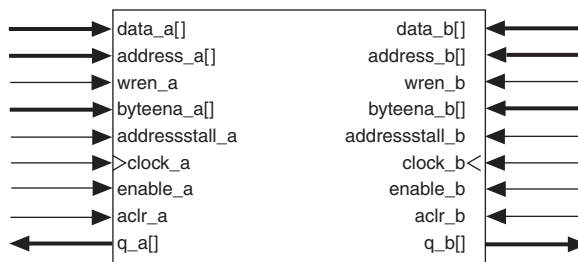 data_a[] data_b[]
address_a[] address_b[]
wren_a wren_b
byteena_a[] byteena_b[]
addressstall_a addressstall_b
clock_a clock_b
enable_a enable_b
aclr_a aclr_b
q_a[] q_b[]